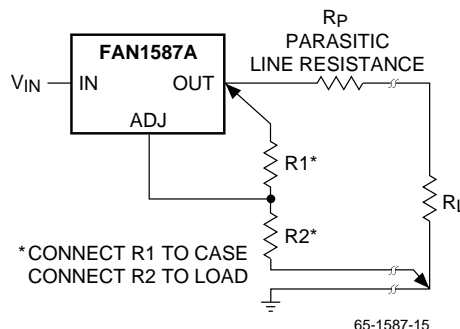 RP
PARASITIC
LINE RESISTANCE
FAN1587A
VIN
IN
OUT
ADJ
R1*
RL
R2*
*CONNECT R1 TO CASE
CONNECT R2 TO LOAD
65-1587-15